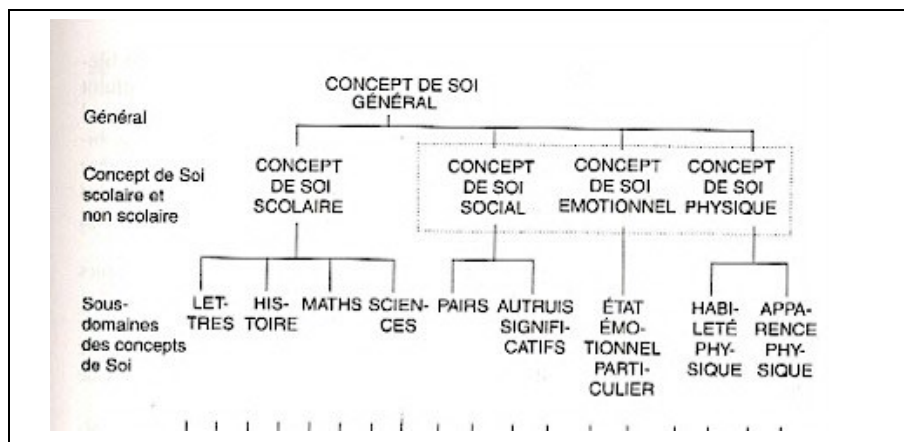 CONCEPT DE SOI
GÉNÉRAL
Général
Concept de Soi
scolaire et
non scolaire
CONCEPT
DE SOI
SCOLAIRE
CONCEPT
DE SOI
SOCIAL
CONCEPT
DE SOI
EMOTIONNEL
CONCEPT
DE SOI
PHYSIQUE
Sous-
domaines
des concepts
de Soi
LET-
TRES
HIS-
TOIRE
MATHS
SCIEN-
CES
PAIRS
AUTRUIS
SIGNIFI-
CATIFS
ÉTAT
ÉMO-
TIONNEL
PARTI-
CULIER
HABI-
LETÉ
PHY-
SIQUE
APPA-
RENCE
PHY-
SIQUE